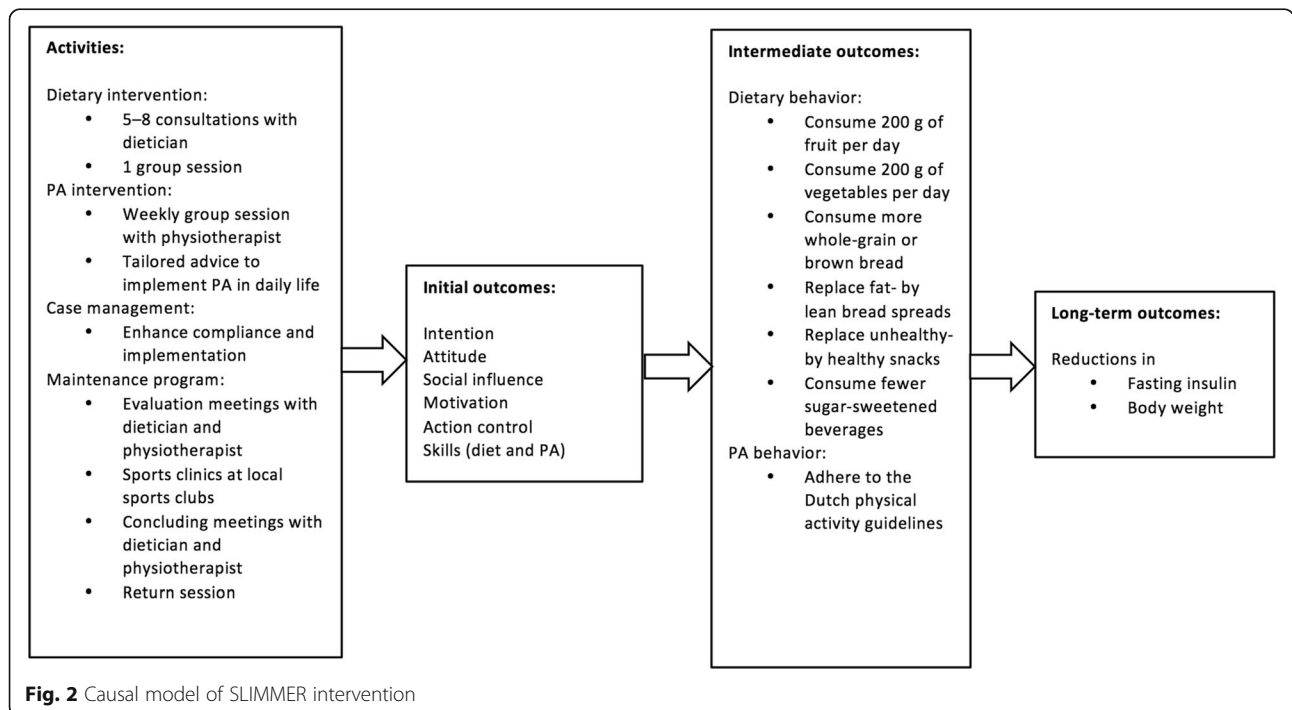 Activities:
Dietary intervention:
• 5–8 consultations with
dietician
• 1 group session
PA intervention:
• Weekly group session
with physiotherapist
• Tailored advice to
implement PA in daily life
Case management:
• Enhance compliance and
implementation
Maintenance program:
• Evaluation meetings with
dietician and
physiotherapist
• Sports clinics at local
sports clubs
• Concluding meetings with
dietician and
physiotherapist
• Return session
Initial outcomes:
Intention
Attitude
Social influence
Motivation
Action control
Skills (diet and PA)
Intermediate outcomes:
Dietary behavior:
• Consume 200 g of
fruit per day
• Consume 200 g of
vegetables per day
• Consume more
whole-grain or
brown bread
• Replace fat- by
lean bread spreads
• Replace unhealthy-
by healthy snacks
• Consume fewer
sugar-sweetened
beverages
PA behavior:
• Adhere to the
Dutch physical
activity guidelines
Long-term outcomes:
Reductions in
• Fasting insulin
• Body weight
Fig. 2 Causal model of SLIMMER intervention